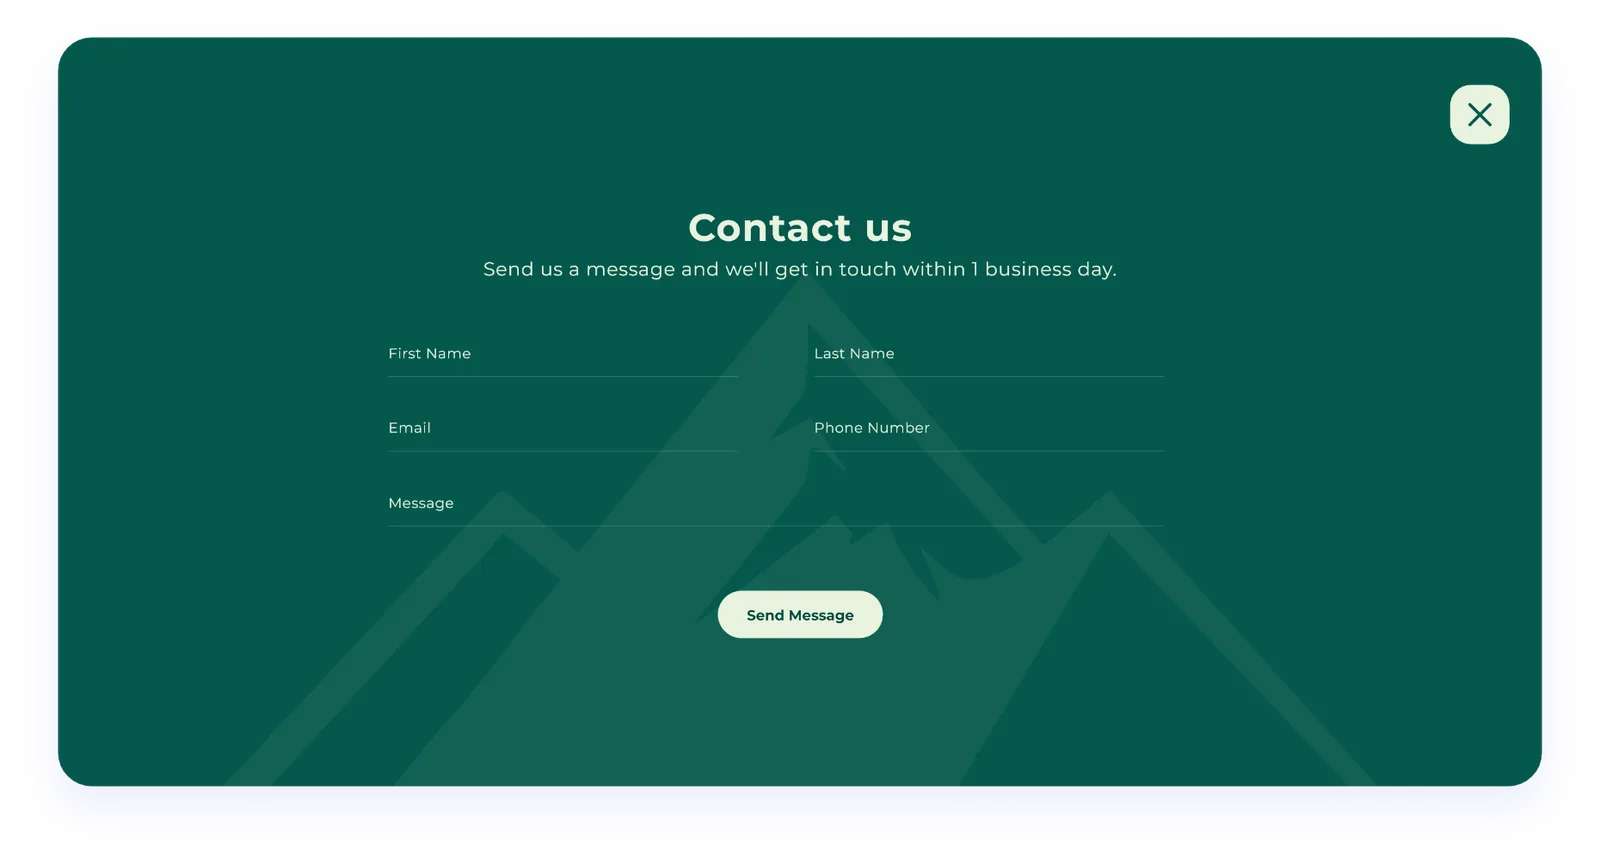 Contact us
Send us a message and we'll get in touch within 1 business day.
First Name
Last Name
Email
Phone Number
Message
Send Message